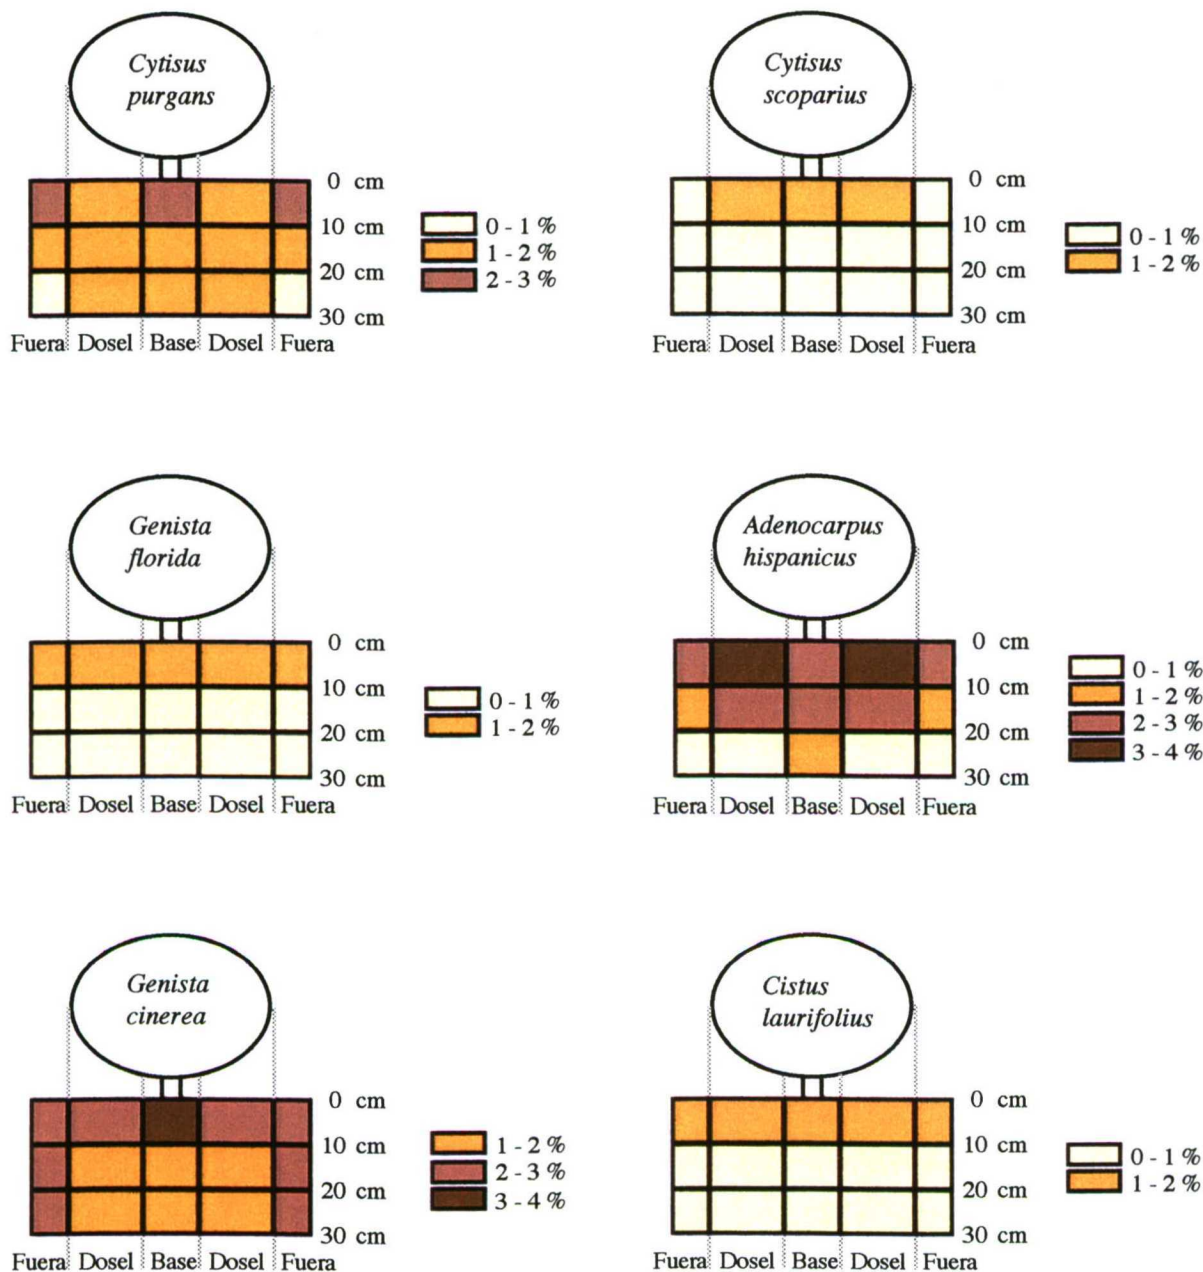 Cytisus
purgans
0 cm
10 cm
20 cm
30 cm
Fuera Dosel Base Dosel Fuera
0 - 1 %
1 - 2 %
2 - 3 %
Cytisus
scoparius
0 cm
10 cm
20 cm
30 cm
Fuera Dosel Base Dosel Fuera
0 - 1 %
1 - 2 %
Genista
florida
0 cm
10 cm
20 cm
30 cm
Fuera Dosel Base Dosel Fuera
0 - 1 %
1 - 2 %
Adenocarpus
hispanicus
0 cm
10 cm
20 cm
30 cm
Fuera Dosel Base Dosel Fuera
0 - 1 %
1 - 2 %
2 - 3 %
3 - 4 %
Genista
cinerea
0 cm
10 cm
20 cm
30 cm
Fuera Dosel Base Dosel Fuera
1 - 2 %
2 - 3 %
3 - 4 %
Cistus
laurifolius
0 cm
10 cm
20 cm
30 cm
Fuera Dosel Base Dosel Fuera
0 - 1 %
1 - 2 %